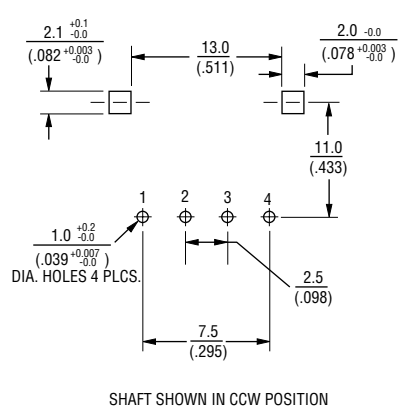 2.1 +0.1 -0.0
(.082 +0.003 -0.0 )
13.0
(.511)
2.0 -0.0
(.078 +0.003 -0.0 )
11.0
(.433)
1 2 3 4
1.0 +0.2 -0.0
(.039 +0.007 -0.0 )
DIA. HOLES 4 PLCS.
2.5
(.098)
7.5
(.295)
SHAFT SHOWN IN CCW POSITION